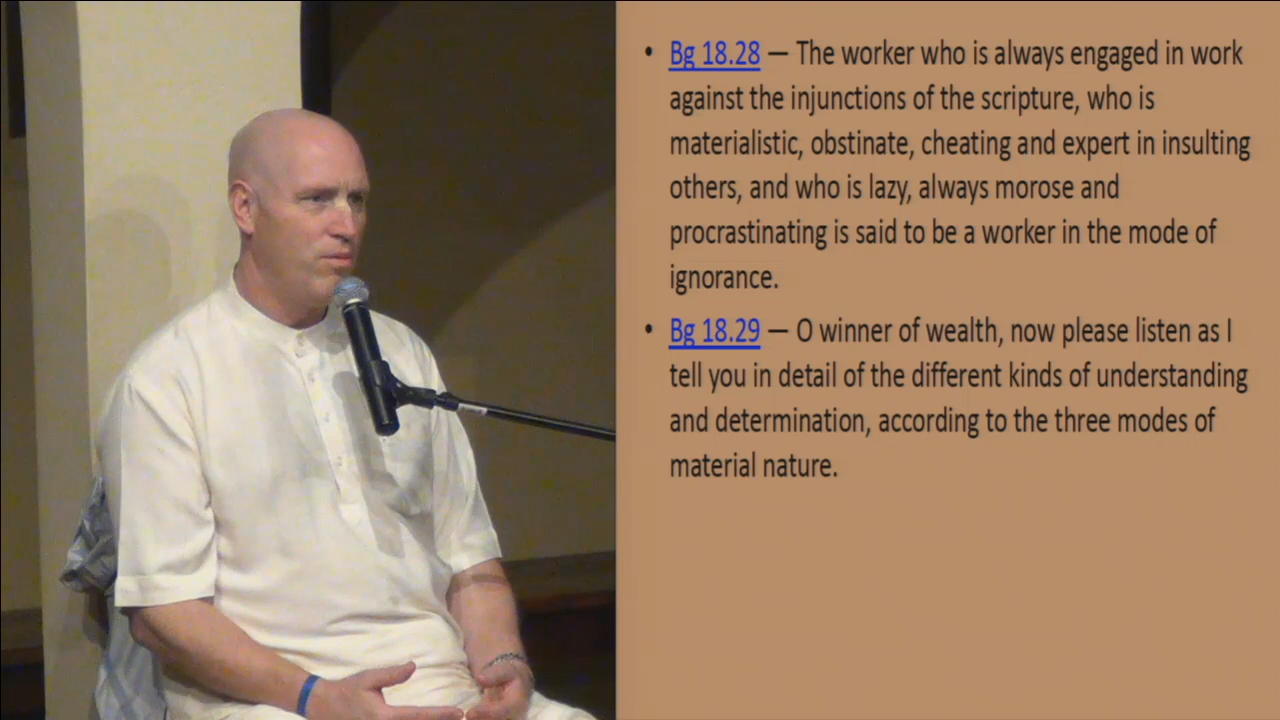 • Bg 18.28 — The worker who is always engaged in work
against the injunctions of the scripture, who is
materialistic, obstinate, cheating and expert in insulting
others, and who is lazy, always morose and
procrastinating is said to be a worker in the mode of
ignorance.
• Bg 18.29 — O winner of wealth, now please listen as I
tell you in detail of the different kinds of understanding
and determination, according to the three modes of
material nature.